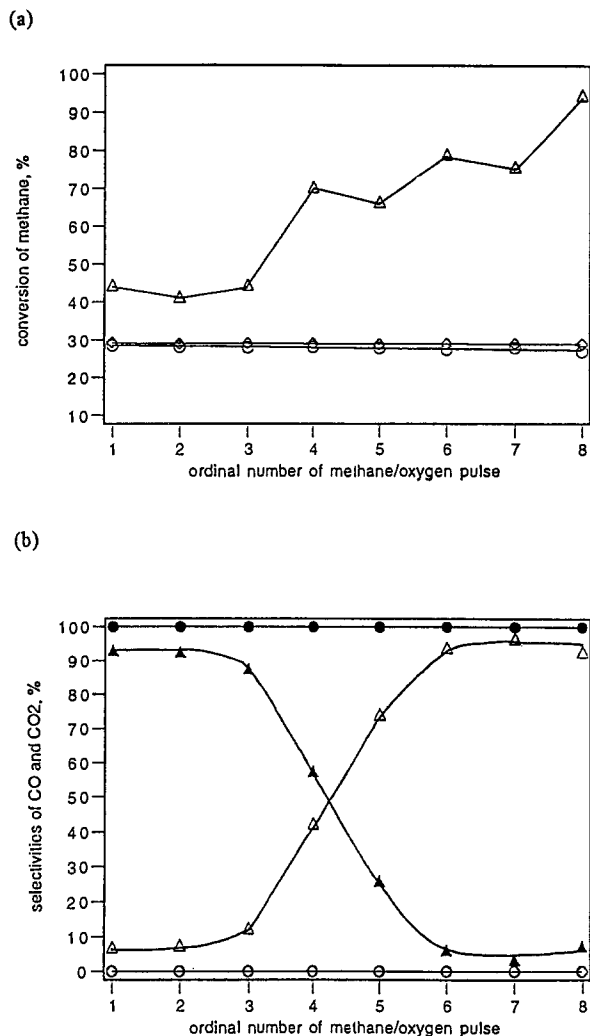 (a)
100
90
80
70
60
50
40
30
20
10
conversion of methane, %
1 2 3 4 5 6 7 8
ordinal number of methane/oxygen pulse
(b)
100
90
80
70
60
50
40
30
20
10
0
selectivities of CO and CO2, %
1 2 3 4 5 6 7 8
ordinal number of methane/oxygen pulse